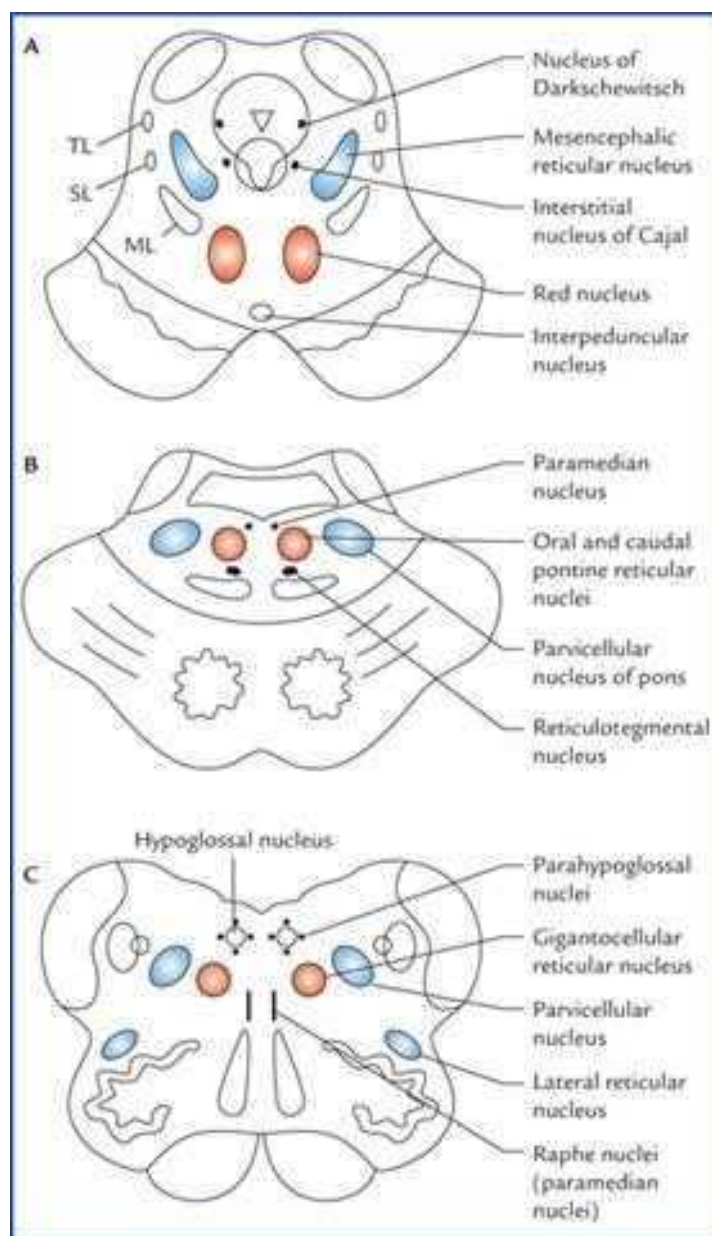 A
Nucleus of
Darkschewitsch
TL
Mesencephalic
reticular nucleus
SL
Interstitial
nucleus of Cajal
ML
Red nucleus
Interpeduncular
nucleus
B
Paramedian
nucleus
Oral and caudal
pontine reticular
nuclei
Parvicellular
nucleus of pons
Reticulotegmental
nucleus
Hypoglossal nucleus
C
Parahypoglossal
nuclei
Gigantocellular
reticular nucleus
Parvicellular
nucleus
Lateral reticular
nucleus
Raphe nuclei
(paramedian
nuclei)